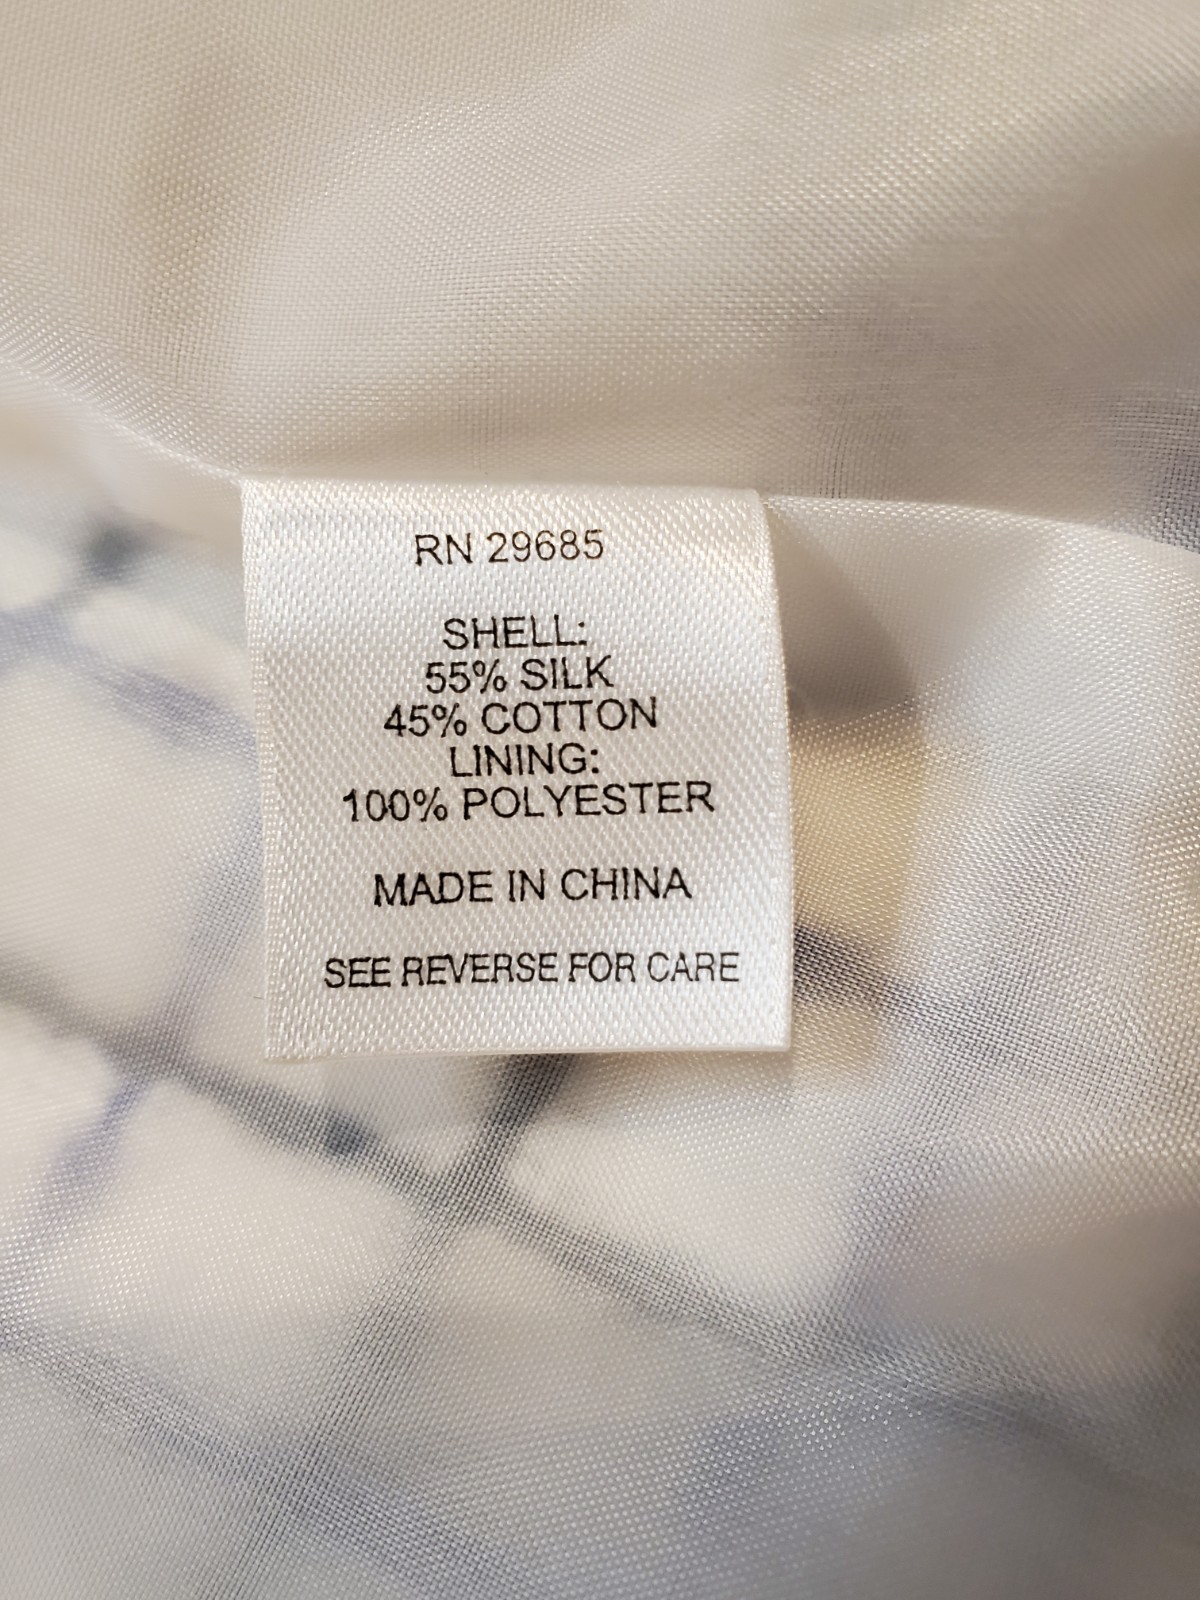 RN 29685
SHELL:
55% SILK
45% COTTON
LINING:
100% POLYESTER
MADE IN CHINA
SEE REVERSE FOR CARE